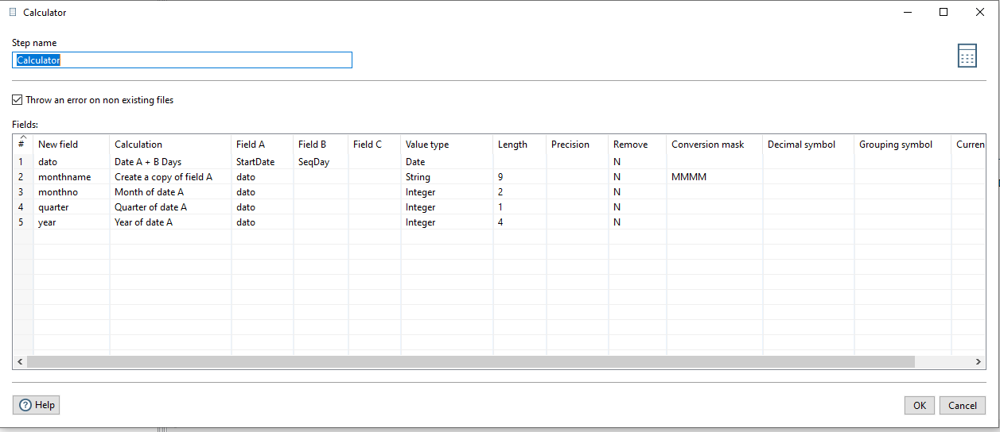 Calculator
Step name
Calculator
Throw an error on non existing files
Fields:
# New field Calculation Field A Field B Field C Value type Length Precision Remove Conversion mask Decimal symbol Grouping symbol Curren
1 dato Date A + B Days StartDate SeqDay Date N
2 monthname Create a copy of field A dato String 9 N MMMM
3 monthno Month of date A dato Integer 2 N
4 quarter Quarter of date A dato Integer 1 N
5 year Year of date A dato Integer 4 N
? Help OK Cancel